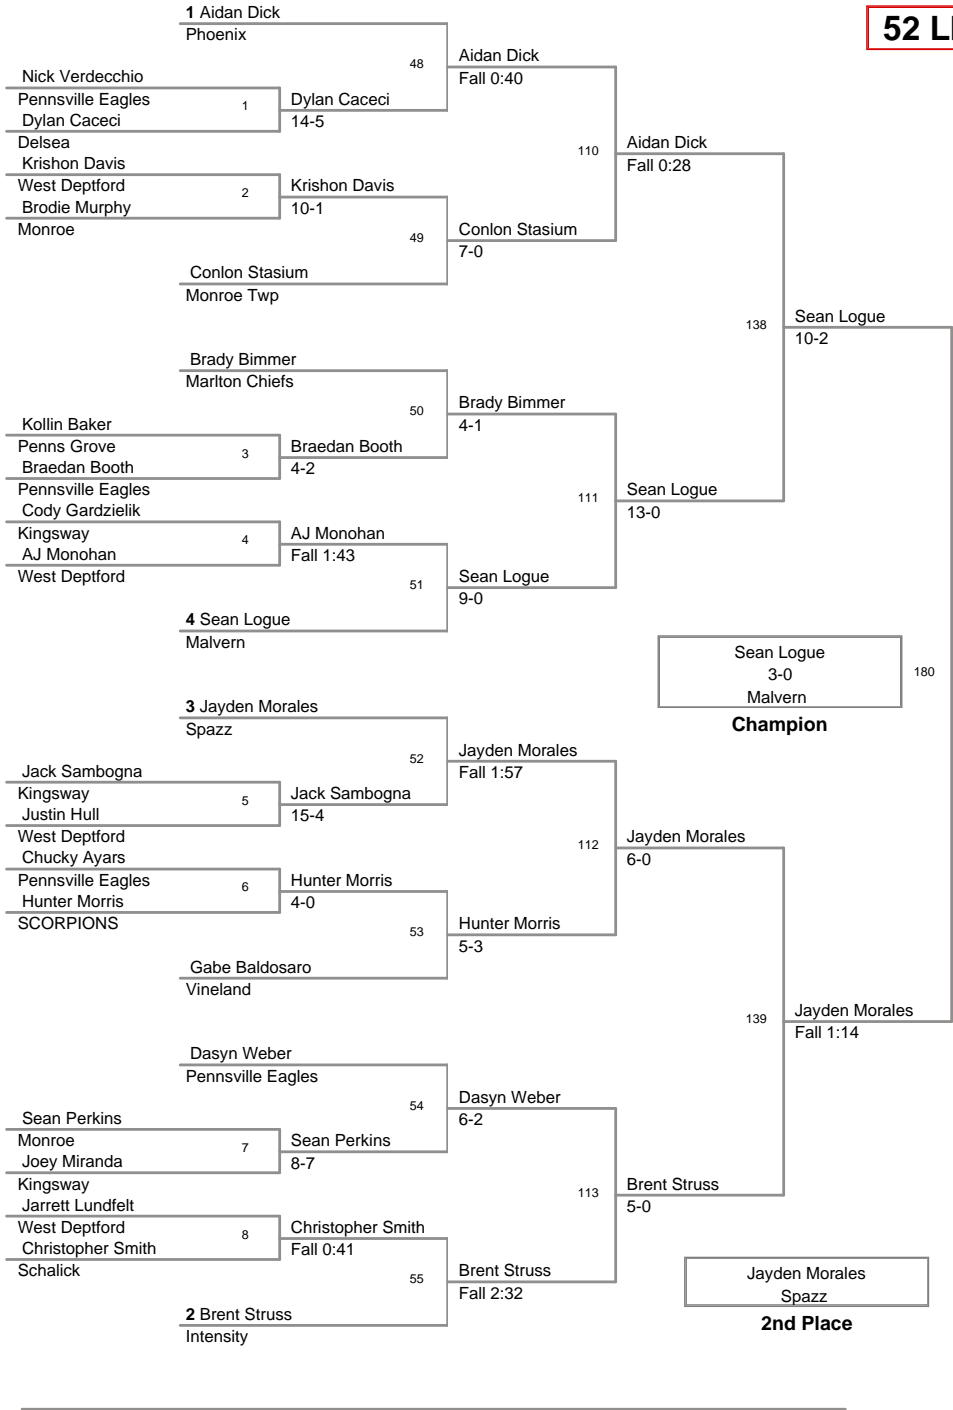 1 Aidan Dick
Phoenix
52 L
48
Aidan Dick
Fall 0:40
Nick Verdecchio
Pennsville Eagles
1
Dylan Caceci
Dylan Caceci
14-5
Delsea
110
Aidan Dick
Fall 0:28
Krishon Davis
West Deptford
2
Krishon Davis
Brodie Murphy
10-1
Monroe
49
Conlon Stasium
7-0
Conlon Stasium
Monroe Twp
138
Sean Logue
10-2
Brady Bimmer
Marlton Chiefs
50
Brady Bimmer
4-1
Kollin Baker
Penns Grove
3
Braedan Booth
Braedan Booth
4-2
Pennsville Eagles
111
Sean Logue
13-0
Cody Gardzielik
Kingsway
4
AJ Monohan
AJ Monohan
Fall 1:43
West Deptford
51
Sean Logue
9-0
4 Sean Logue
Malvern
Sean Logue
3-0
Malvern
180
Champion
3 Jayden Morales
Spazz
52
Jayden Morales
Fall 1:57
Jack Sambogna
Kingsway
5
Jack Sambogna
Justin Hull
15-4
West Deptford
112
Jayden Morales
6-0
Chucky Ayars
Pennsville Eagles
6
Hunter Morris
Hunter Morris
4-0
SCORPIONS
53
Hunter Morris
5-3
Gabe Baldosaro
Vineland
139
Jayden Morales
Fall 1:14
Dasyn Weber
Pennsville Eagles
54
Dasyn Weber
6-2
Sean Perkins
Monroe
7
Sean Perkins
Joey Miranda
8-7
Kingsway
113
Brent Struss
5-0
Jarrett Lundfelt
West Deptford
8
Christopher Smith
Christopher Smith
Fall 0:41
Schalick
55
Brent Struss
Fall 2:32
2 Brent Struss
Intensity
Jayden Morales
Spazz
2nd Place